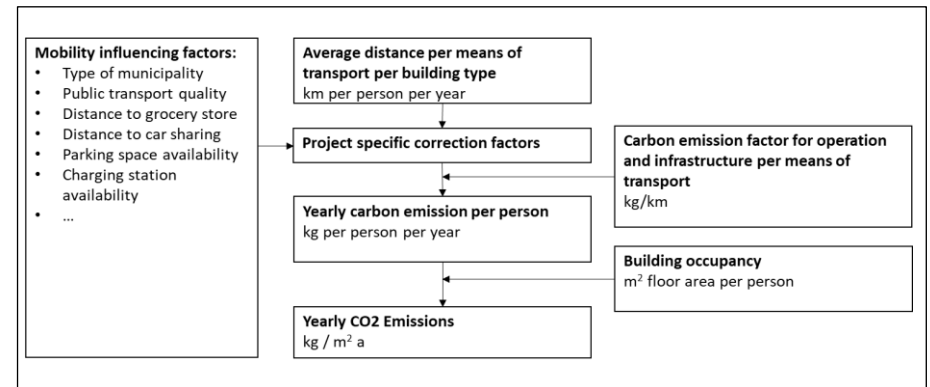 Mobility influencing factors:
• Type of municipality
• Public transport quality
• Distance to grocery store
• Distance to car sharing
• Parking space availability
• Charging station
availability
• ...
Average distance per means of
transport per building type
km per person per year
Project specific correction factors
Carbon emission factor for operation
and infrastructure per means of
transport
kg/km
Yearly carbon emission per person
kg per person per year
Building occupancy
m² floor area per person
Yearly CO2 Emissions
kg / m² a